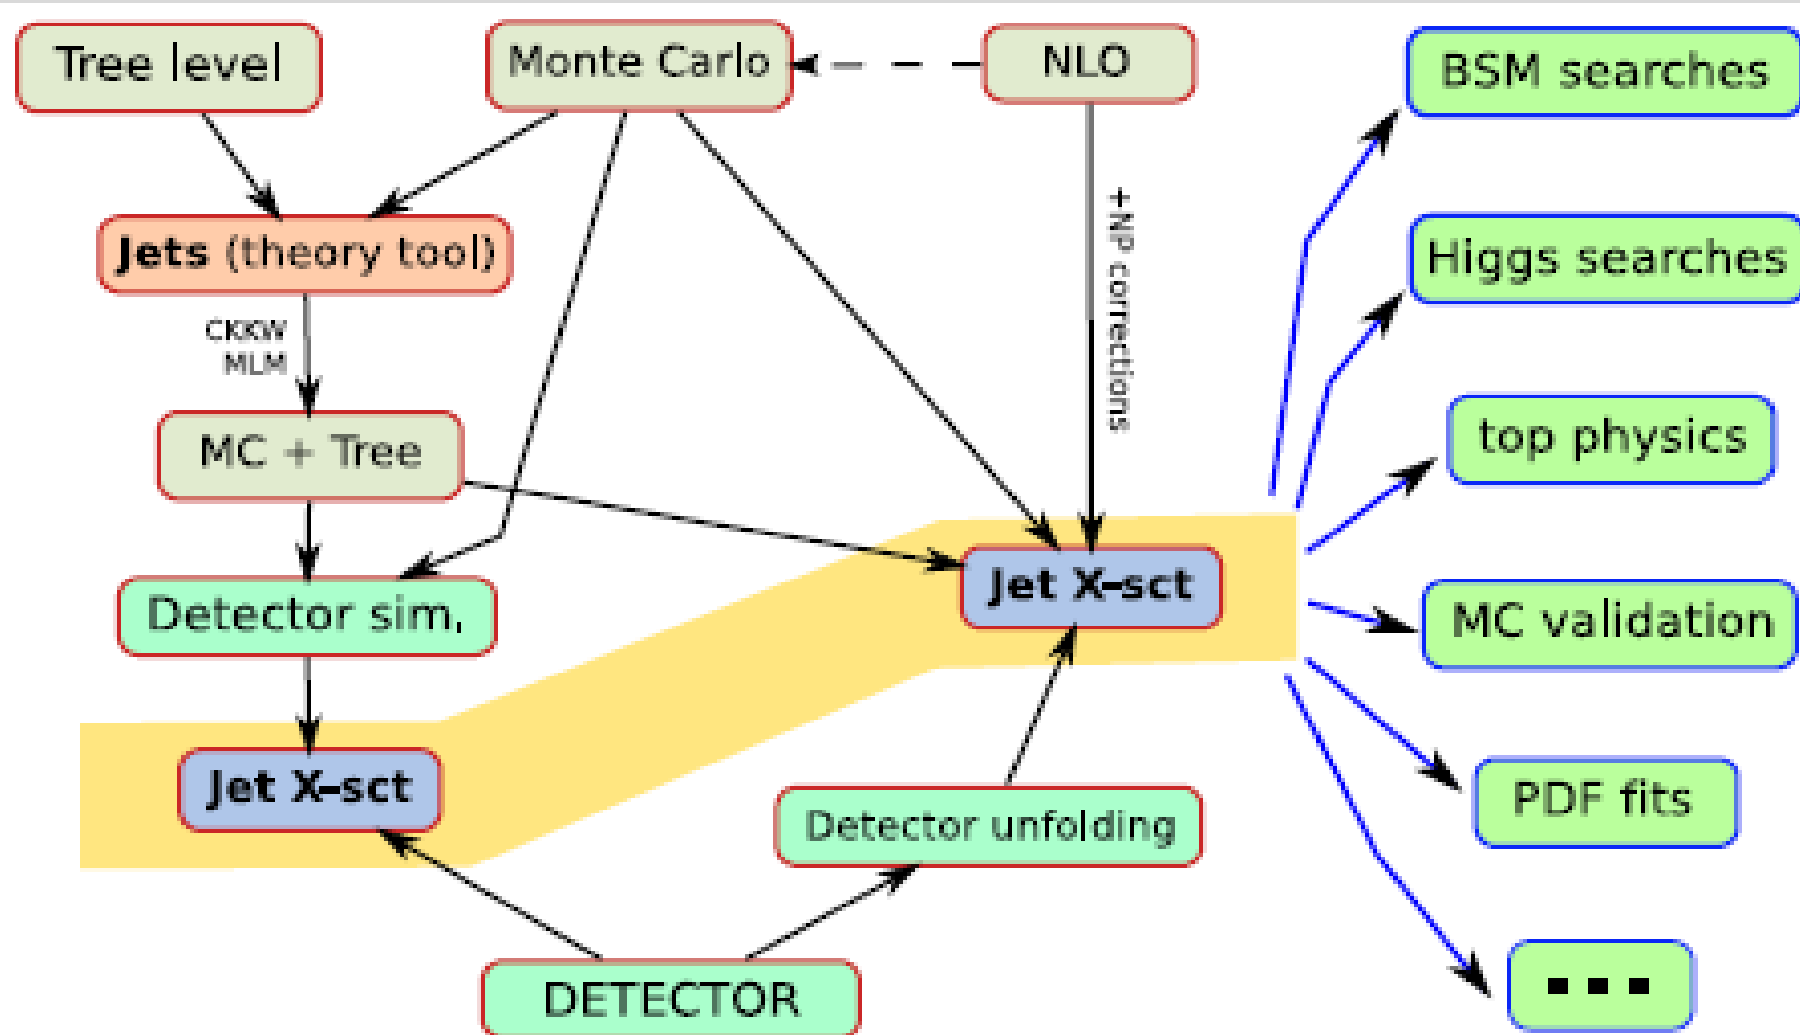 Tree level
Monte Carlo
NLO
BSM searches
Jets (theory tool)
+NP corrections
Higgs searches
CKKW
MLM
MC + Tree
top physics
Detector sim.
Jet X-sct
MC validation
Jet X-sct
Detector unfolding
PDF fits
DETECTOR
...